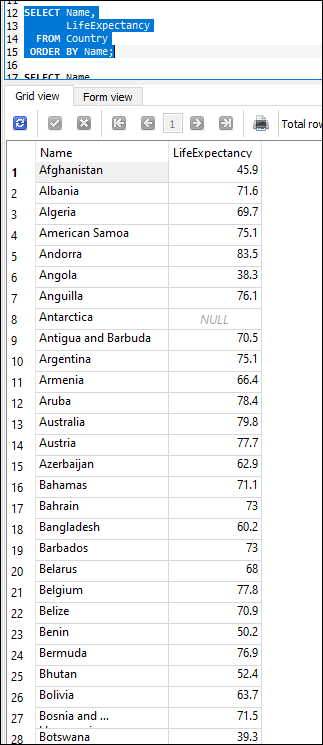 11
12 SELECT Name,
13 LifeExpectancy
14 FROM Country
15 ORDER BY Name;
16
17 SELECT Name
Grid view Form view
1 Total row
Name LifeExpectancy
1 Afghanistan 45.9
2 Albania 71.6
3 Algeria 69.7
4 American Samoa 75.1
5 Andorra 83.5
6 Angola 38.3
7 Anguilla 76.1
8 Antarctica NULL
9 Antigua and Barbuda 70.5
10 Argentina 75.1
11 Armenia 66.4
12 Aruba 78.4
13 Australia 79.8
14 Austria 77.7
15 Azerbaijan 62.9
16 Bahamas 71.1
17 Bahrain 73
18 Bangladesh 60.2
19 Barbados 73
20 Belarus 68
21 Belgium 77.8
22 Belize 70.9
23 Benin 50.2
24 Bermuda 76.9
25 Bhutan 52.4
26 Bolivia 63.7
27 Bosnia and ... 71.5
28 Botswana 39.3